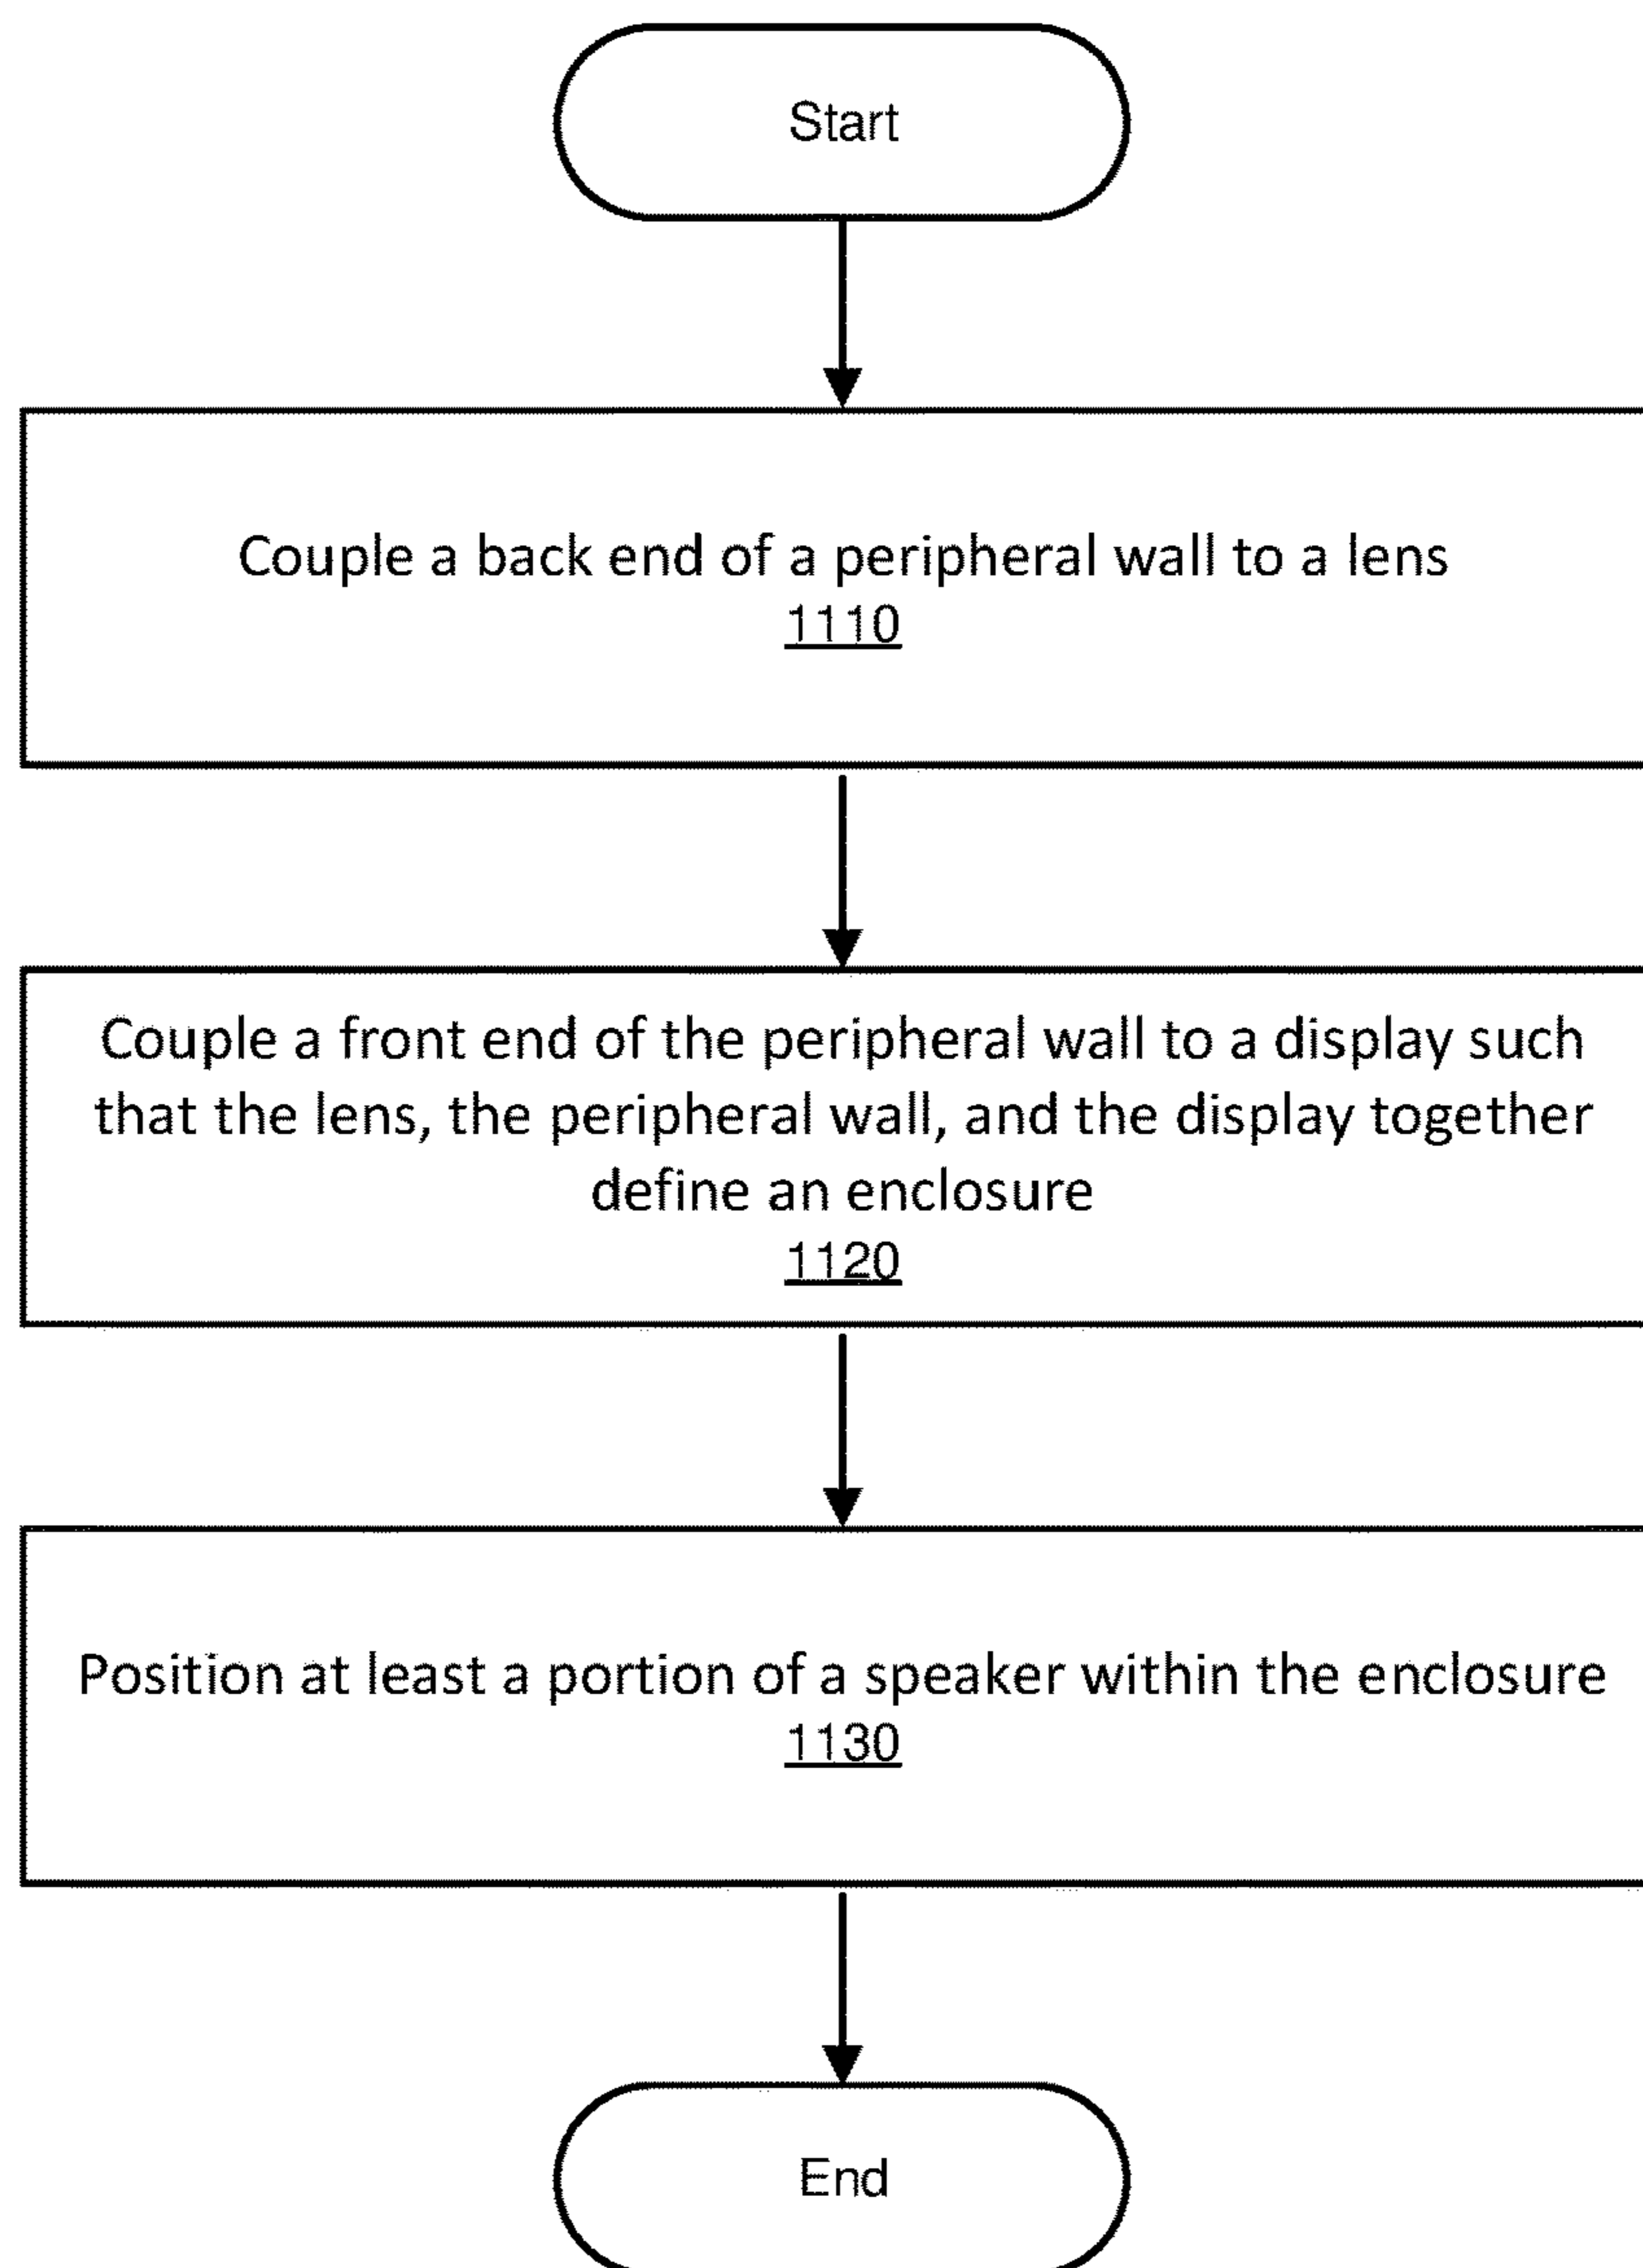 Start
Couple a back end of a peripheral wall to a lens
1110
Couple a front end of the peripheral wall to a display such
that the lens, the peripheral wall, and the display together
define an enclosure
1120
Position at least a portion of a speaker within the enclosure
1130
End